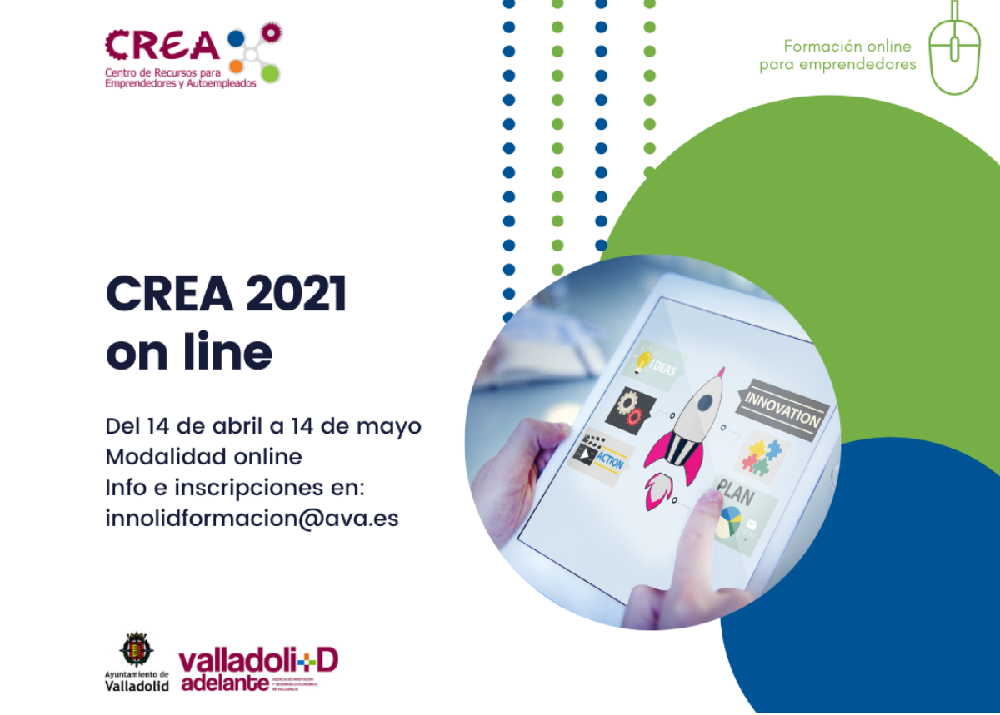 CREA
Centro de Recursos para
Emprendedores y Autoempleados
Formación online
para emprendedores
CREA 2021
on line
Del 14 de abril a 14 de mayo
Modalidad online
Info e inscripciones en:
innolidformacion@ava.es
IDEAS
INNOVATION
ACTION
PLAN
Ayuntamiento de
Valladolid
valladoli+D
adelante
AGENCIA DE INNOVACIÓN
Y DESARROLLO ECONÓMICO
DE VALLADOLID